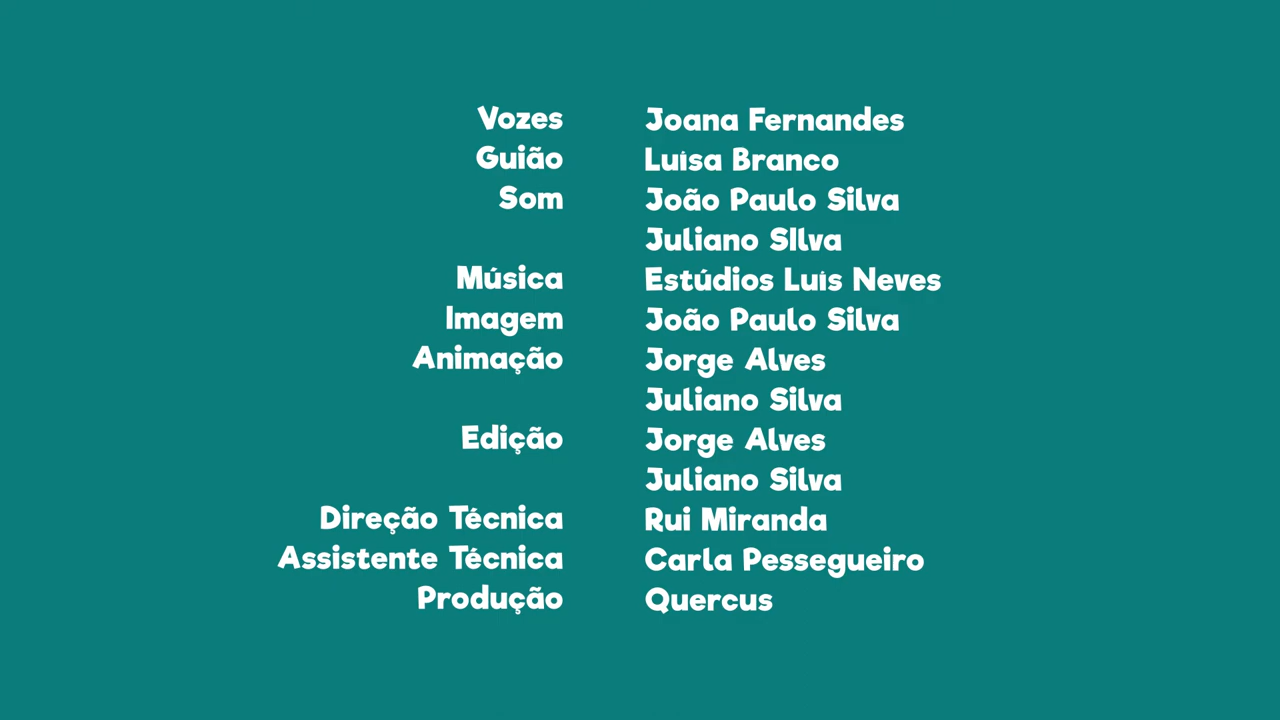 Vozes Joana Fernandes
Guião Luísa Branco
Som João Paulo Silva
Juliano SIlva
Música Estúdios Luís Neves
Imagem João Paulo Silva
Animação Jorge Alves
Juliano Silva
Edição Jorge Alves
Juliano Silva
Direção Técnica Rui Miranda
Assistente Técnica Carla Pessegueiro
Produção Quercus